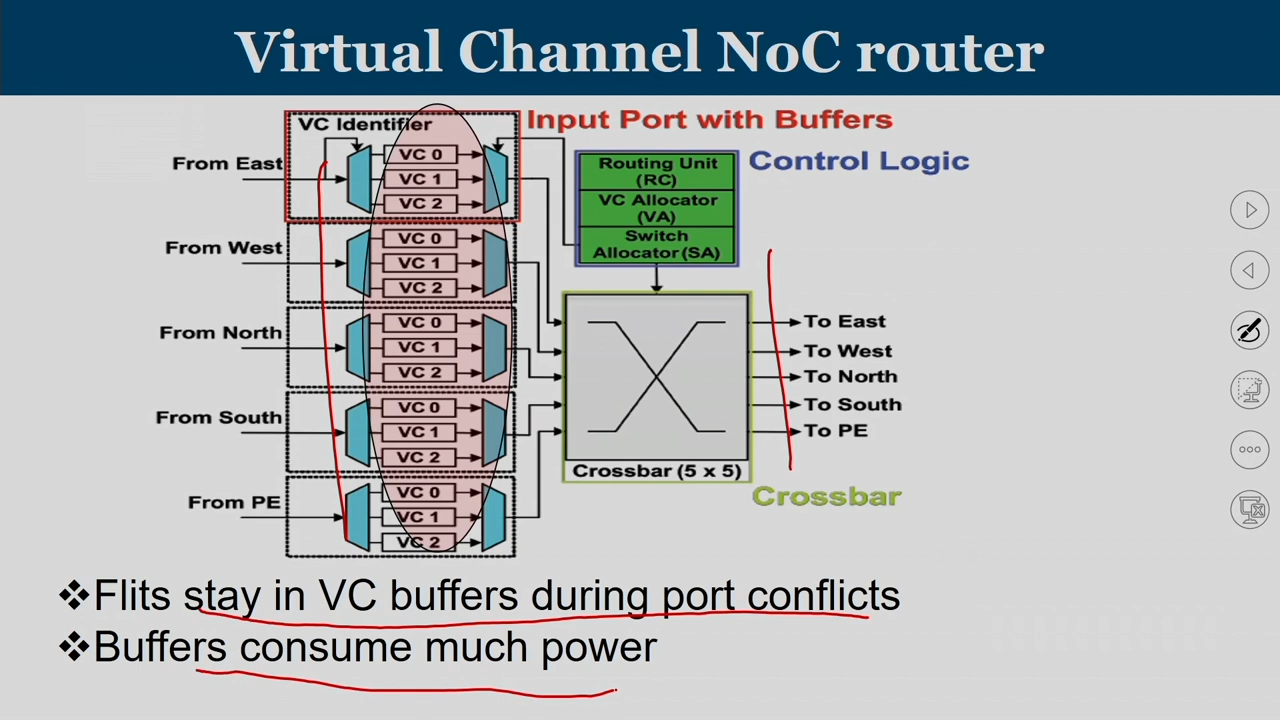 Virtual Channel NoC router
Input Port with Buffers
VC Identifier
From East
VC 0
VC 1
VC 2
From West
VC 0
VC 1
VC 2
From North
VC 0
VC 1
VC 2
From South
VC 0
VC 1
VC 2
From PE
VC 0
VC 1
VC 2
Control Logic
Routing Unit
(RC)
VC Allocator
(VA)
Switch
Allocator(SA)
To East
To West
To North
To South
To PE
Crossbar (5 x 5)
Crossbar
❖Flits stay in VC buffers during port conflicts
❖Buffers consume much power